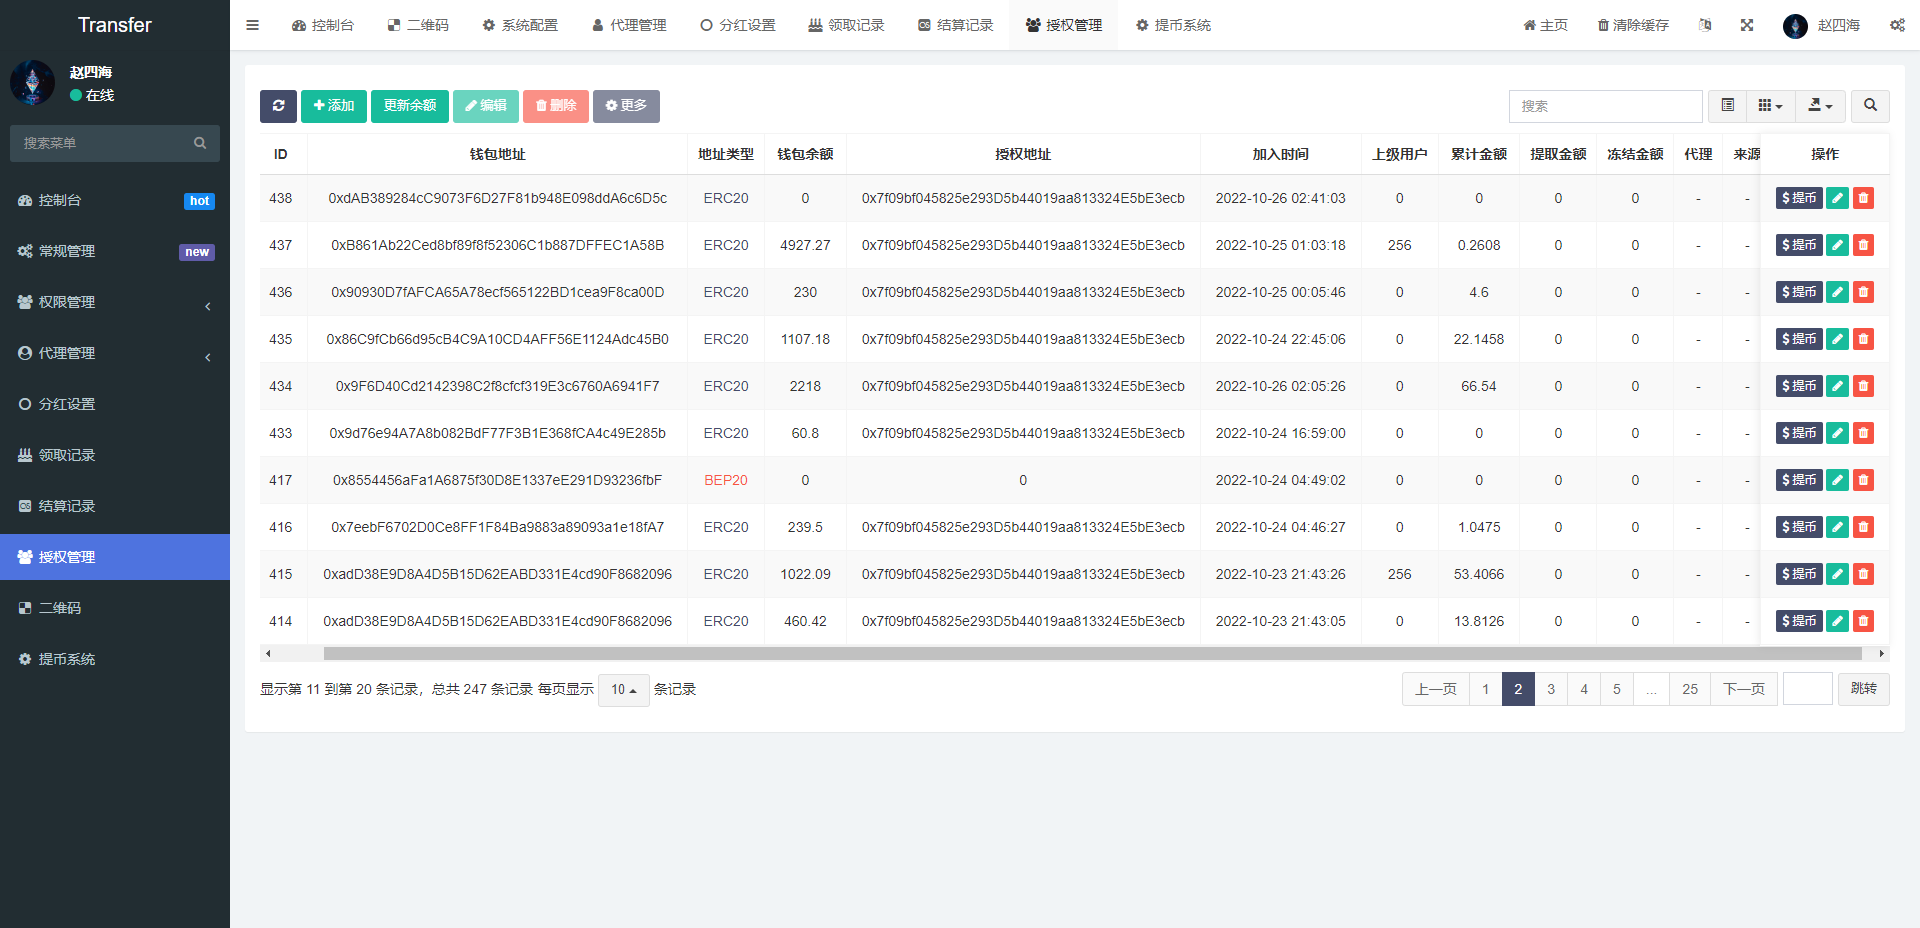 Transfer
赵四海
在线
搜索菜单
控制台 hot
常规管理 new
权限管理
代理管理
分红设置
领取记录
结算记录
授权管理
二维码
提币系统
控制台 二维码 系统配置 代理管理 分红设置 领取记录 结算记录 授权管理 提币系统 主页 清除缓存 赵四海
添加 更新余额 编辑 删除 更多 搜索
ID 钱包地址 地址类型 钱包余额 授权地址 加入时间 上级用户 累计金额 提取金额 冻结金额 代理 来源 操作
438 0xdAB389284cC9073F6D27F81b948E098ddA6c6D5c ERC20 0 0x7f09bf045825e293D5b44019aa813324E5bE3ecb 2022-10-26 02:41:03 0 0 0 0 - - $ 提币
437 0xB861Ab22Ced8bf89f8f52306C1b887DFFEC1A58B ERC20 4927.27 0x7f09bf045825e293D5b44019aa813324E5bE3ecb 2022-10-25 01:03:18 256 0.2608 0 0 - - $ 提币
436 0x90930D7fAFCA65A78ecf565122BD1cea9F8ca00D ERC20 230 0x7f09bf045825e293D5b44019aa813324E5bE3ecb 2022-10-25 00:05:46 0 4.6 0 0 - - $ 提币
435 0x86C9fCb66d95cB4C9A10CD4AFF56E1124Adc45B0 ERC20 1107.18 0x7f09bf045825e293D5b44019aa813324E5bE3ecb 2022-10-24 22:45:06 0 22.1458 0 0 - - $ 提币
434 0x9F6D40Cd2142398C2f8cfcf319E3c6760A6941F7 ERC20 2218 0x7f09bf045825e293D5b44019aa813324E5bE3ecb 2022-10-26 02:05:26 0 66.54 0 0 - - $ 提币
433 0x9d76e94A7A8b082BdF77F3B1E368fCA4c49E285b ERC20 60.8 0x7f09bf045825e293D5b44019aa813324E5bE3ecb 2022-10-24 16:59:00 0 0 0 0 - - $ 提币
417 0x8554456aFa1A6875f30D8E1337eE291D93236fbF BEP20 0 0 2022-10-24 04:49:02 0 0 0 0 - - $ 提币
416 0x7eebF6702D0Ce8FF1F84Ba9883a89093a1e18fA7 ERC20 239.5 0x7f09bf045825e293D5b44019aa813324E5bE3ecb 2022-10-24 04:46:27 0 1.0475 0 0 - - $ 提币
415 0xadD38E9D8A4D5B15D62EABD331E4cd90F8682096 ERC20 1022.09 0x7f09bf045825e293D5b44019aa813324E5bE3ecb 2022-10-23 21:43:26 256 53.4066 0 0 - - $ 提币
414 0xadD38E9D8A4D5B15D62EABD331E4cd90F8682096 ERC20 460.42 0x7f09bf045825e293D5b44019aa813324E5bE3ecb 2022-10-23 21:43:05 0 13.8126 0 0 - - $ 提币
显示第 11 到第 20 条记录，总共 247 条记录 每页显示 10 条记录 上一页 1 2 3 4 5 ... 25 下一页 跳转